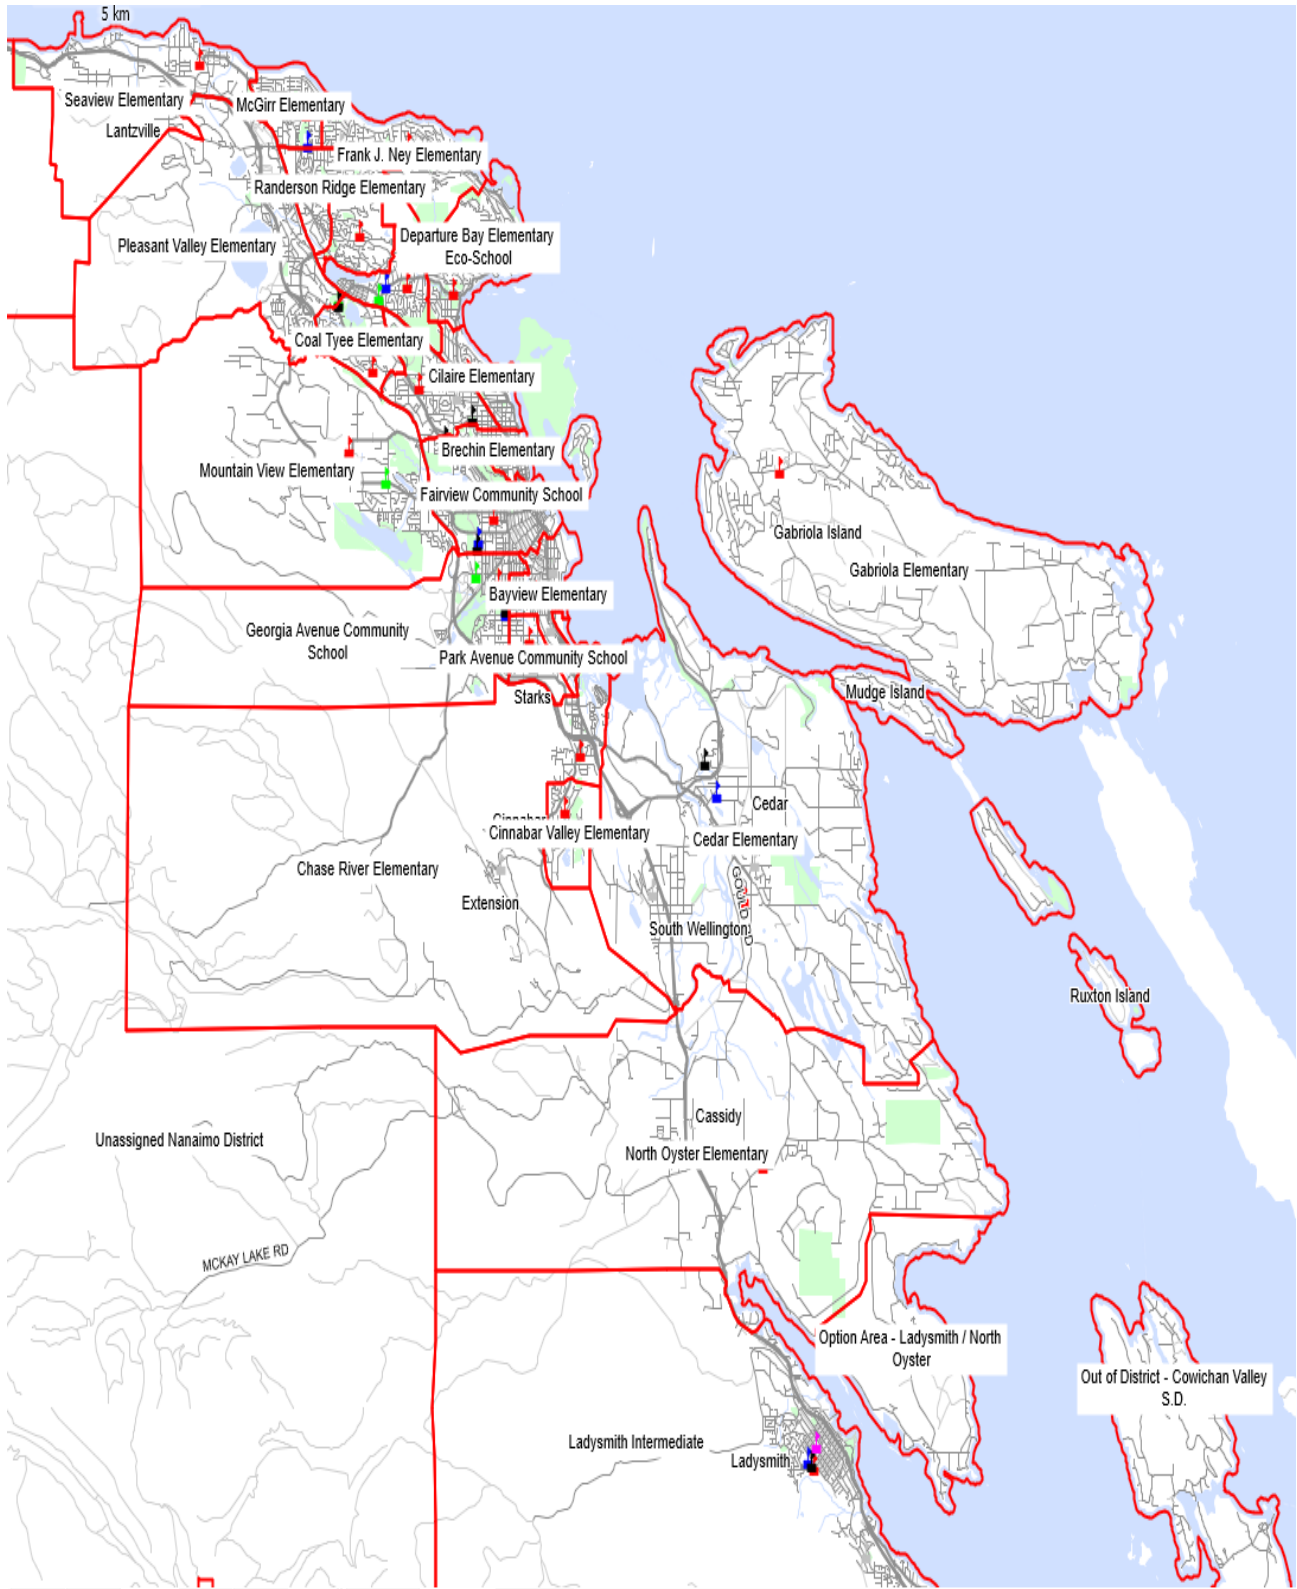 5 km
Seaview Elementary
McGirr Elementary
Lantzville
Frank J. Ney Elementary
Randerson Ridge Elementary
Pleasant Valley Elementary
Departure Bay Elementary
Eco-School
Coal Tyee Elementary
Cilaire Elementary
Brechin Elementary
Mountain View Elementary
Fairview Community School
Gabriola Island
Gabriola Elementary
Bayview Elementary
Georgia Avenue Community
School
Park Avenue Community School
Starks
Mudge Island
Cedar
Cinnabar
Cinnabar Valley Elementary
Cedar Elementary
Chase River Elementary
Extension
South Wellington
Ruxton Island
Cassidy
Unassigned Nanaimo District
North Oyster Elementary
MCKAY LAKE RD
Option Area - Ladysmith / North
Oyster
Out of District - Cowichan Valley
S.D.
Ladysmith Intermediate
Ladysmith